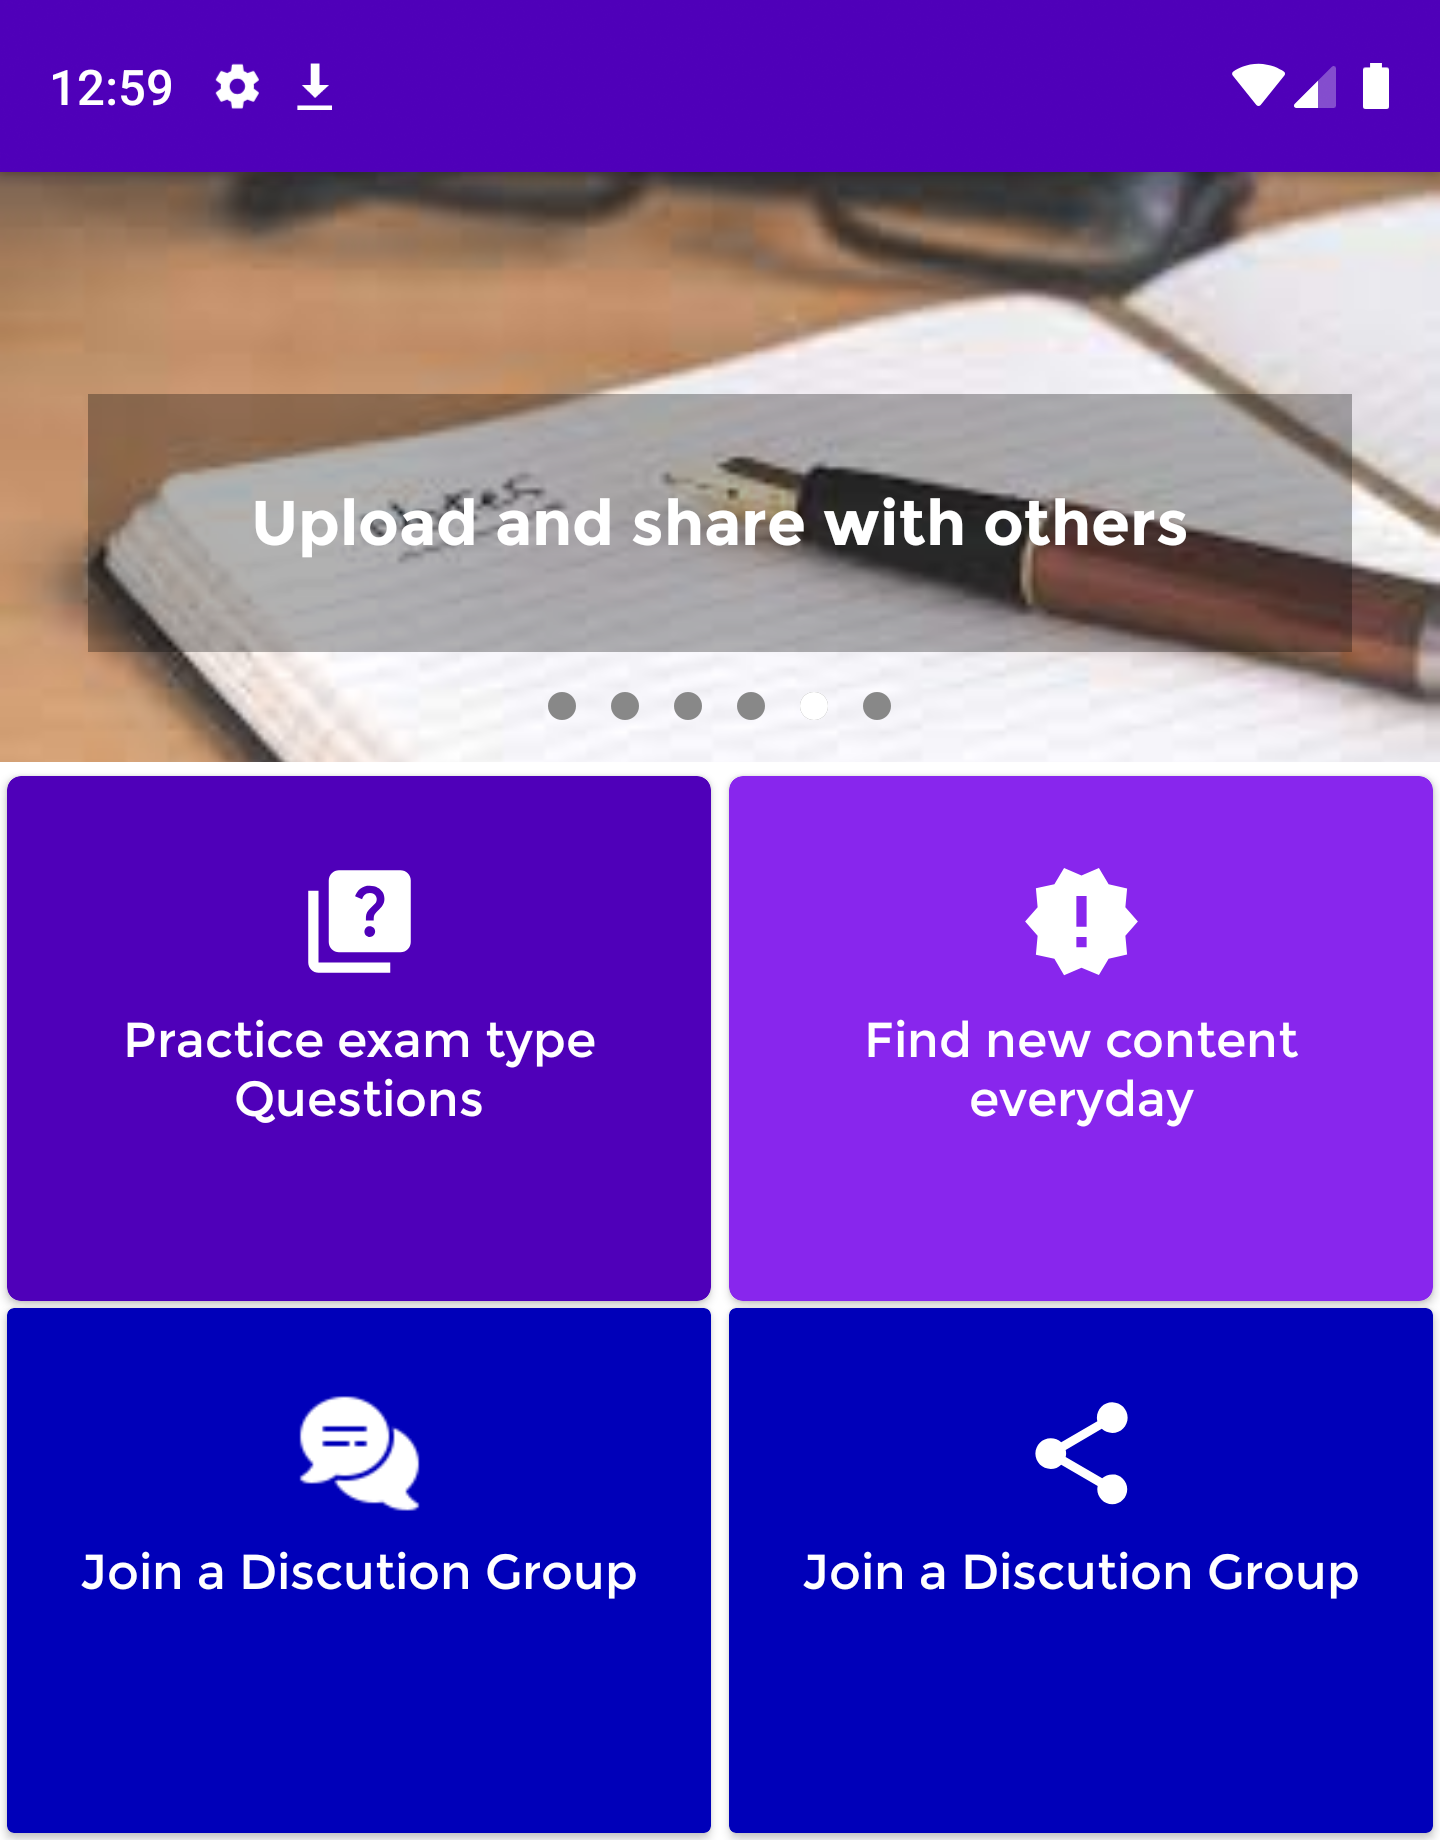 12:59
Upload and share with others
Practice exam type
Questions
Find new content
everyday
Join a Discution Group
Join a Discution Group